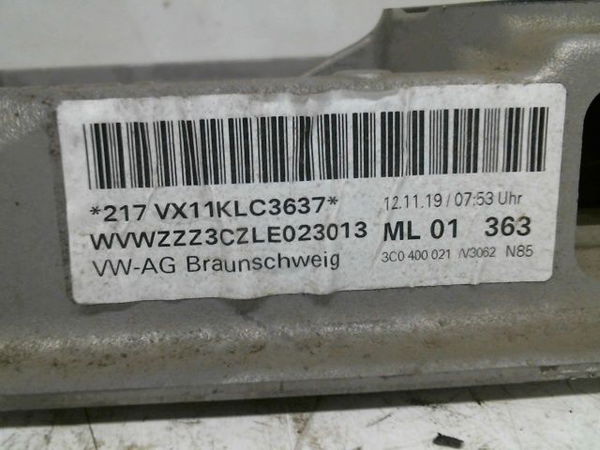 *217 VX11KLC3637*
12.11.19 / 07:53 Uhr
WVWZZZ3CZLE023013
ML 01 363
VW-AG Braunschweig
3C0 400 021 /V3062 N85